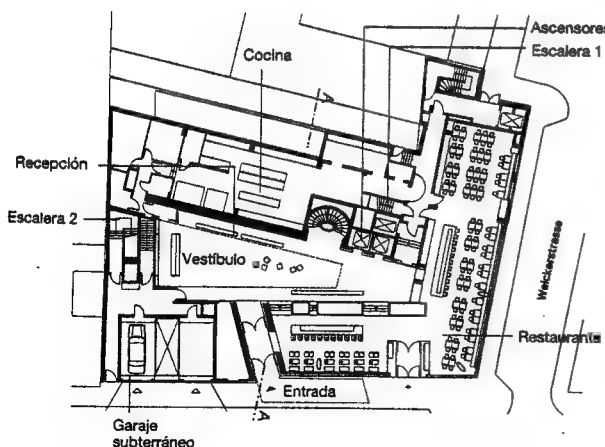 Ascensores
Escalera 1
Cocina
A
Recepción
Escalera 2
Vestíbulo
Welckerstrasse
Restaurante
Entrada
A
Garaje
subterráneo